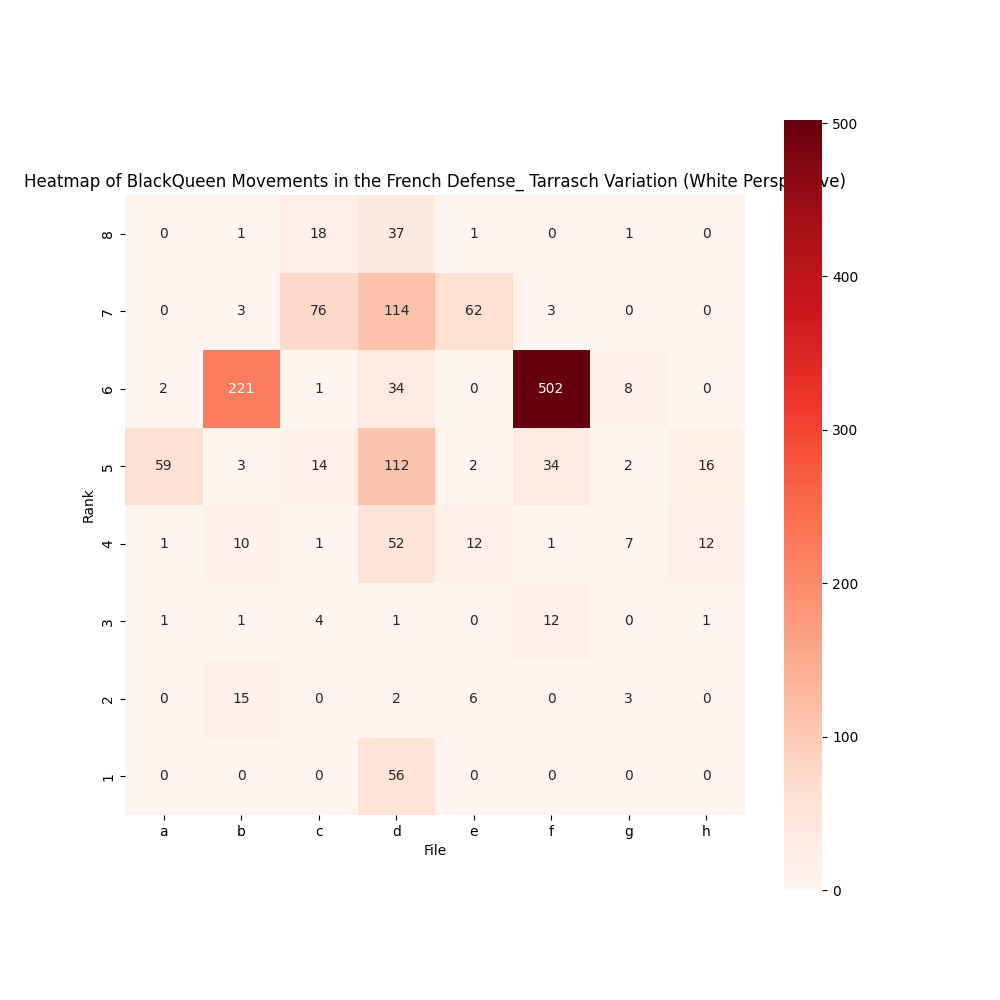 500
Heatmap of BlackQueen Movements in the French Defense_ Tarrasch Variation (White Perspective)
8 0 1 18 37 1 0 1 0
400
7 0 3 76 114 62 3 0 0
6 2 221 1 34 0 502 8 0
300
5 59 3 14 112 2 34 2 16
Rank
4 1 10 1 52 12 1 7 12
200
3 1 1 4 1 0 12 0 1
2 0 15 0 2 6 0 3 0
100
1 0 0 0 56 0 0 0 0
a b c d e f g h
File
0